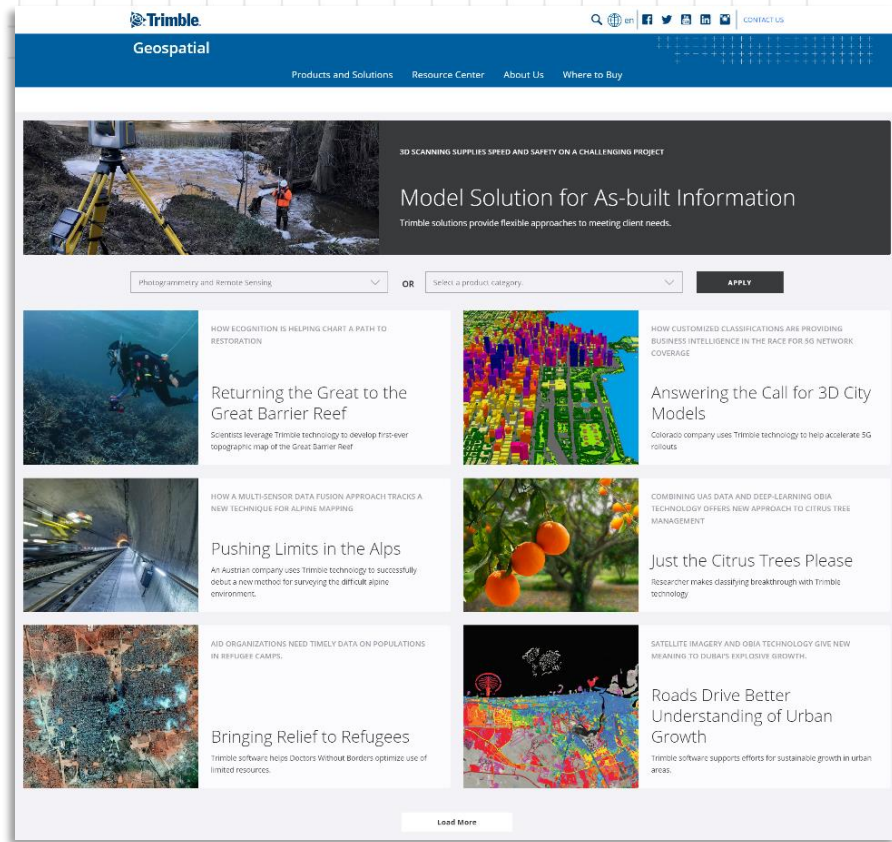 Trimble.
en
CONTACT US
Geospatial
Products and Solutions Resource Center About Us Where to Buy
3D SCANNING SUPPLIES SPEED AND SAFETY ON A CHALLENGING PROJECT
Model Solution for As-built Information
Trimble solutions provide flexible approaches to meeting client needs.
Photogrammetry and Remote Sensing
OR
Select a product category.
APPLY
HOW ECOGNITION IS HELPING CHART A PATH TO
RESTORATION
Returning the Great to the
Great Barrier Reef
Scientists leverage Trimble technology to develop first-ever
topographic map of the Great Barrier Reef
HOW CUSTOMIZED CLASSIFICATIONS ARE PROVIDING
BUSINESS INTELLIGENCE IN THE RACE FOR 5G NETWORK
COVERAGE
Answering the Call for 3D City
Models
Colorado company uses Trimble technology to help accelerate 5G
rollouts
HOW A MULTI-SENSOR DATA FUSION APPROACH TRACKS A
NEW TECHNIQUE FOR ALPINE MAPPING
Pushing Limits in the Alps
An Austrian company uses Trimble technology to successfully
debut a new method for surveying the difficult alpine
environment.
COMBINING UAS DATA AND DEEP-LEARNING OBIA
TECHNOLOGY OFFERS NEW APPROACH TO CITRUS TREE
MANAGEMENT
Just the Citrus Trees Please
Researcher makes classifying breakthrough with Trimble
technology
AID ORGANIZATIONS NEED TIMELY DATA ON POPULATIONS
IN REFUGEE CAMPS.
Bringing Relief to Refugees
Trimble software helps Doctors Without Borders optimize use of
limited resources.
SATELLITE IMAGERY AND OBIA TECHNOLOGY GIVE NEW
MEANING TO DUBAI'S EXPLOSIVE GROWTH.
Roads Drive Better
Understanding of Urban
Growth
Trimble software supports efforts for sustainable growth in urban
areas.
Load More